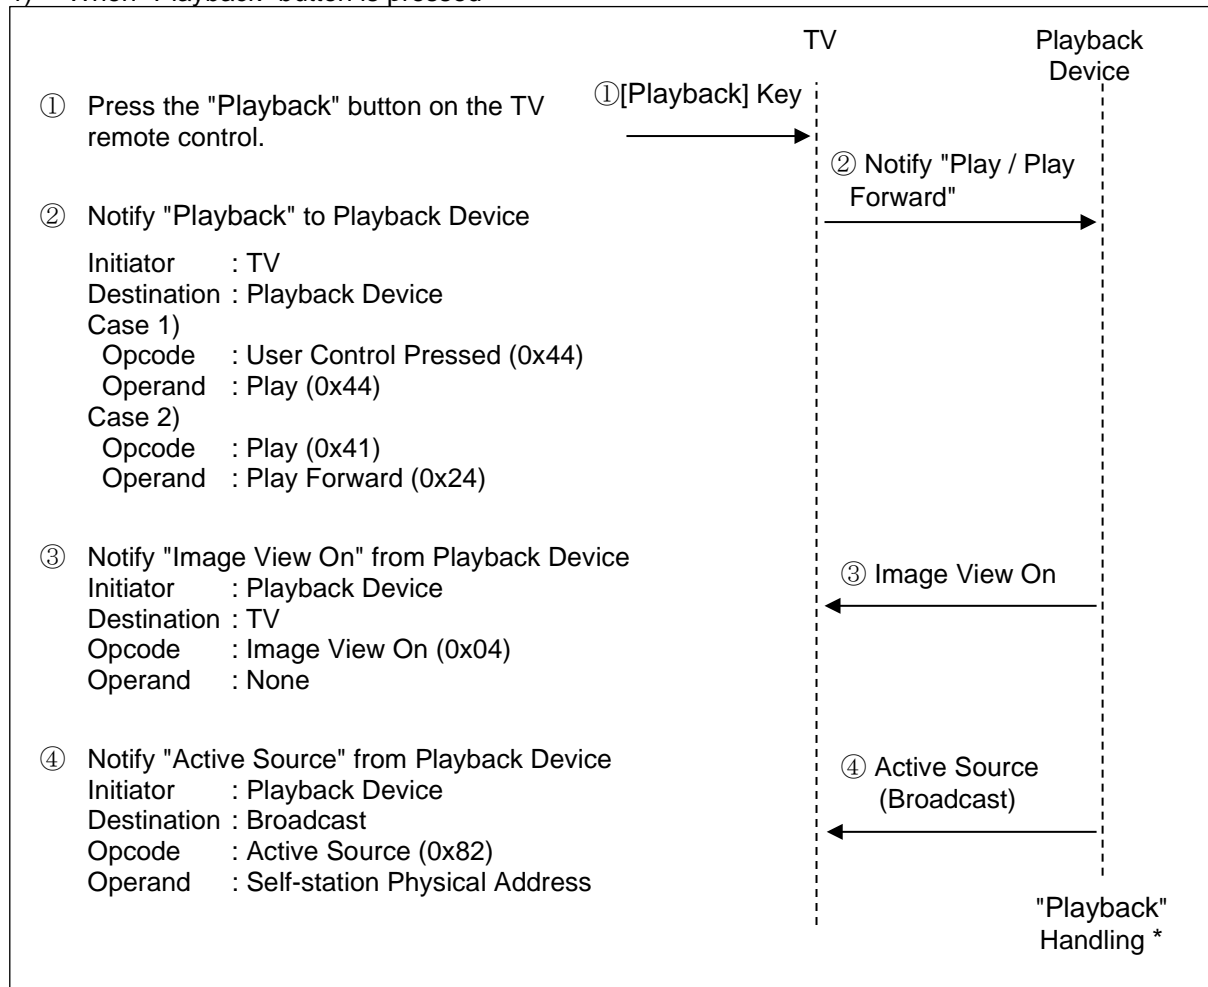 When "Playback" button is pressed
TV
Playback
Device
① Press the "Playback" button on the TV
remote control.
①[Playback] Key
② Notify "Play / Play
Forward"
② Notify "Playback" to Playback Device
Initiator : TV
Destination : Playback Device
Case 1)
Opcode : User Control Pressed (0x44)
Operand : Play (0x44)
Case 2)
Opcode : Play (0x41)
Operand : Play Forward (0x24)
③ Notify "Image View On" from Playback Device
Initiator : Playback Device
Destination : TV
Opcode : Image View On (0x04)
Operand : None
③ Image View On
④ Notify "Active Source" from Playback Device
Initiator : Playback Device
Destination : Broadcast
Opcode : Active Source (0x82)
Operand : Self-station Physical Address
④ Active Source
(Broadcast)
"Playback"
Handling *